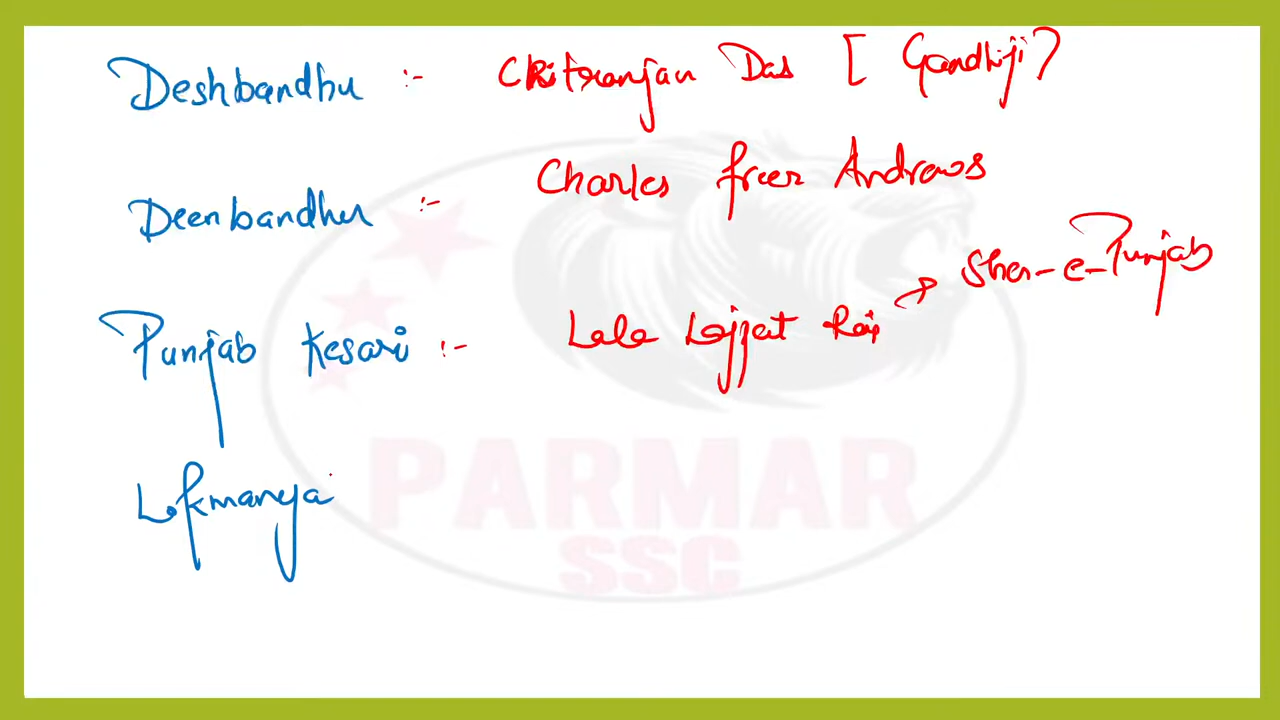 Deshbandhu :- Chitranjan Das [ Gandhiji ]
Deenbandhu :- Charles freer Andrews
Punjab Kesari :- Lala Lajpat Rai → Sher-e-Punjab
Lokmanya
PARMAR
SSC